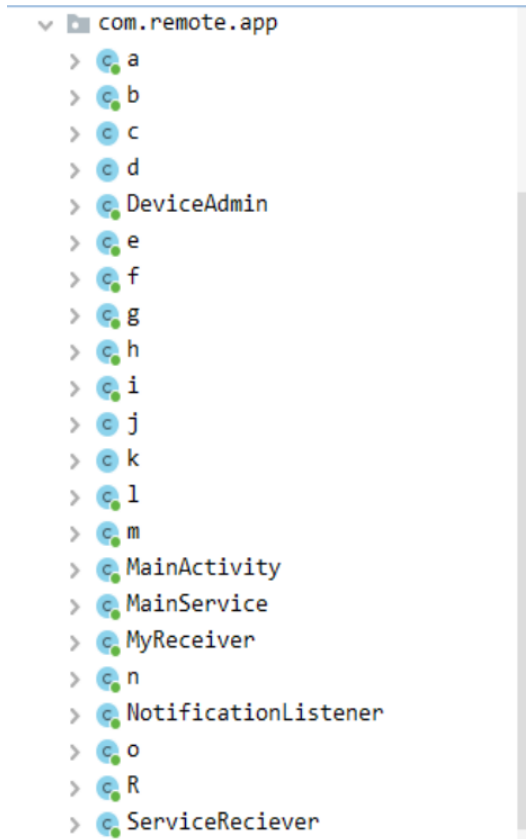 com.remote.app
a
b
c
d
DeviceAdmin
e
f
g
h
i
j
k
l
m
MainActivity
MainService
MyReceiver
n
NotificationListener
o
R
ServiceReciever